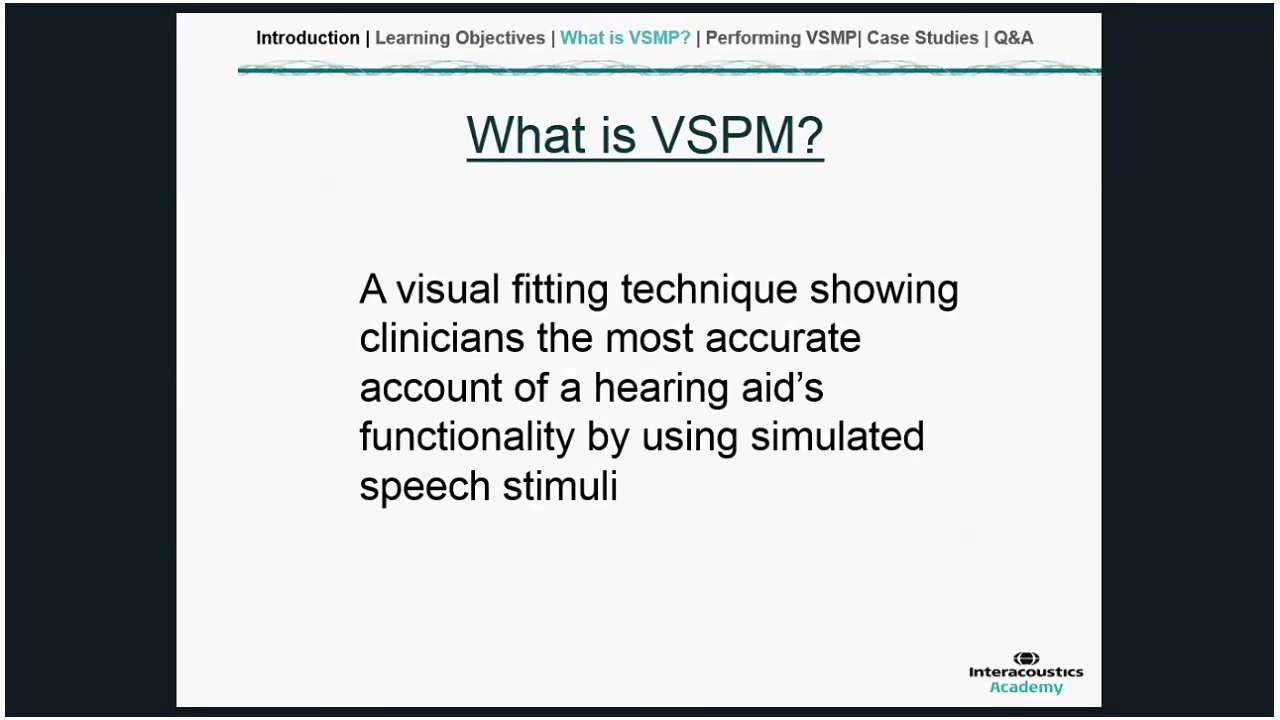 Introduction | Learning Objectives | What is VSMP? | Performing VSMP| Case Studies | Q&A
What is VSPM?
A visual fitting technique showing
clinicians the most accurate
account of a hearing aid’s
functionality by using simulated
speech stimuli
Interacoustics
Academy